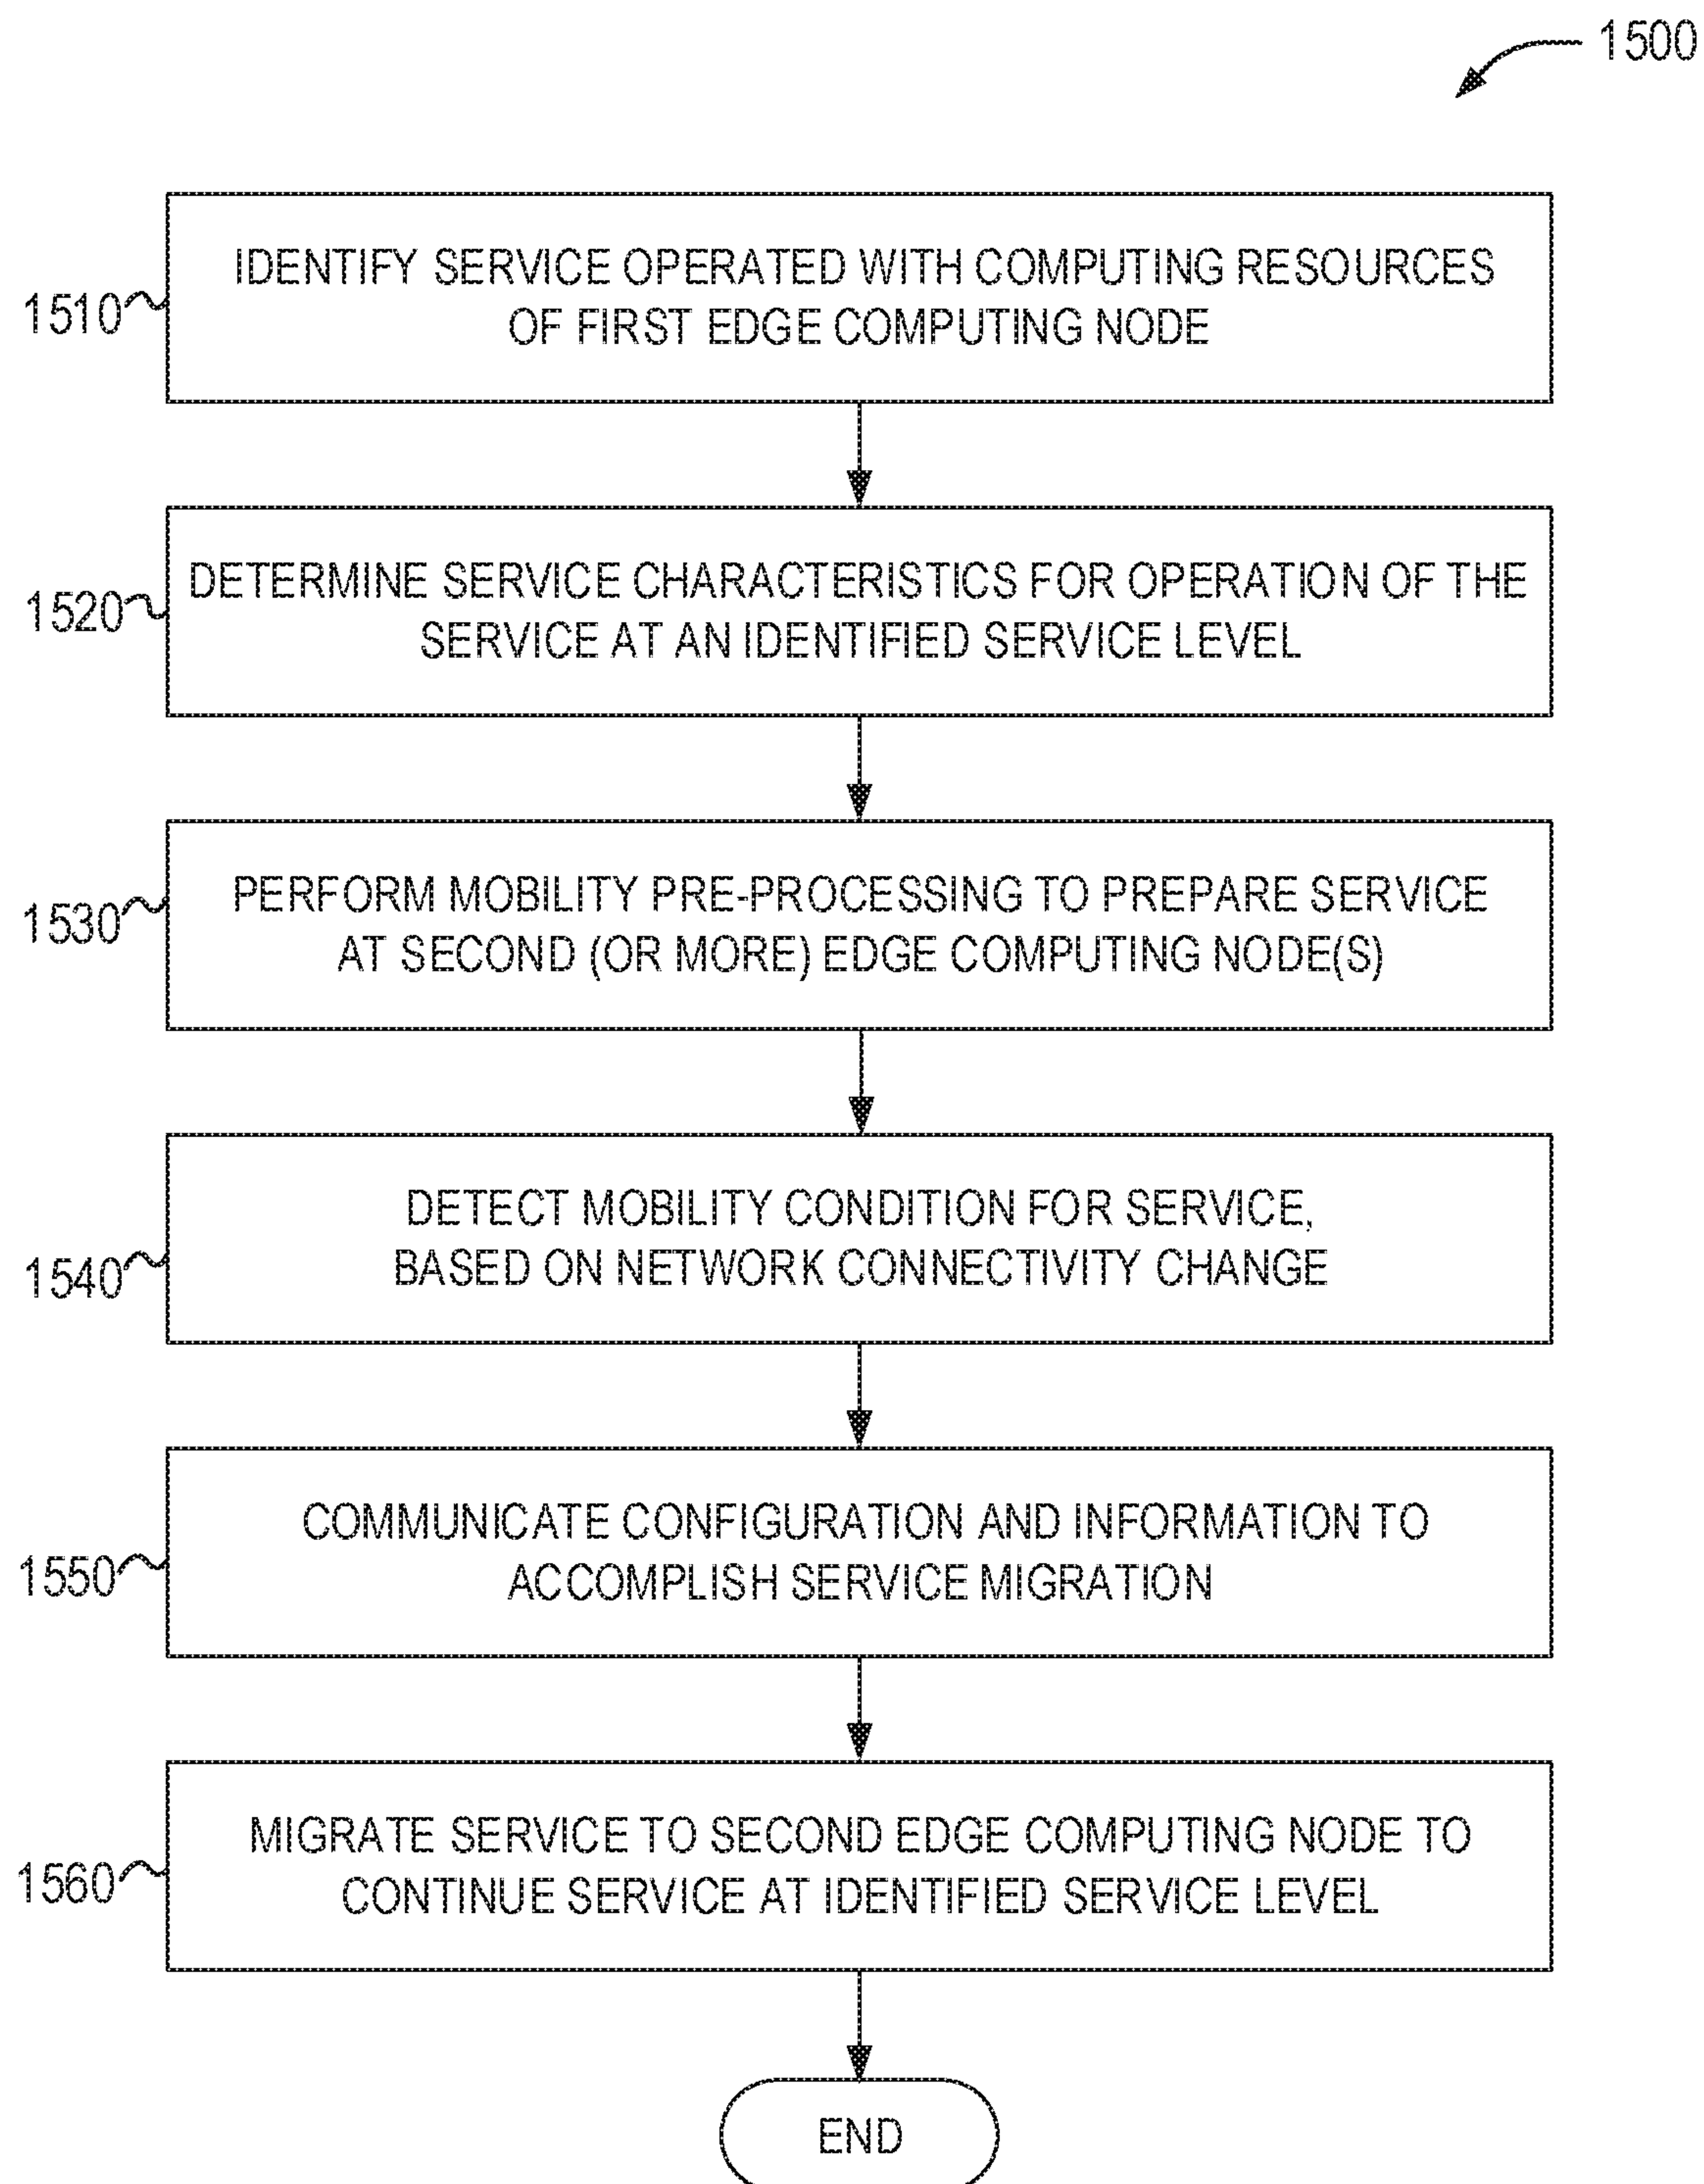 1500
1510
IDENTIFY SERVICE OPERATED WITH COMPUTING RESOURCES
OF FIRST EDGE COMPUTING NODE
1520
DETERMINE SERVICE CHARACTERISTICS FOR OPERATION OF THE
SERVICE AT AN IDENTIFIED SERVICE LEVEL
1530
PERFORM MOBILITY PRE-PROCESSING TO PREPARE SERVICE
AT SECOND (OR MORE) EDGE COMPUTING NODE(S)
1540
DETECT MOBILITY CONDITION FOR SERVICE,
BASED ON NETWORK CONNECTIVITY CHANGE
1550
COMMUNICATE CONFIGURATION AND INFORMATION TO
ACCOMPLISH SERVICE MIGRATION
1560
MIGRATE SERVICE TO SECOND EDGE COMPUTING NODE TO
CONTINUE SERVICE AT IDENTIFIED SERVICE LEVEL
END